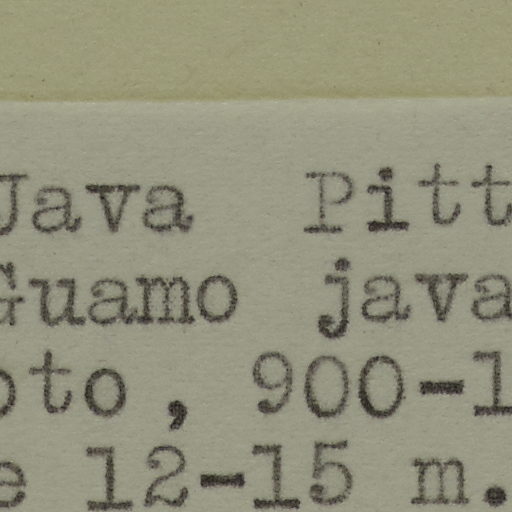 Java Pitt
Guamo java
oto, 900-1
e 12-15 m.